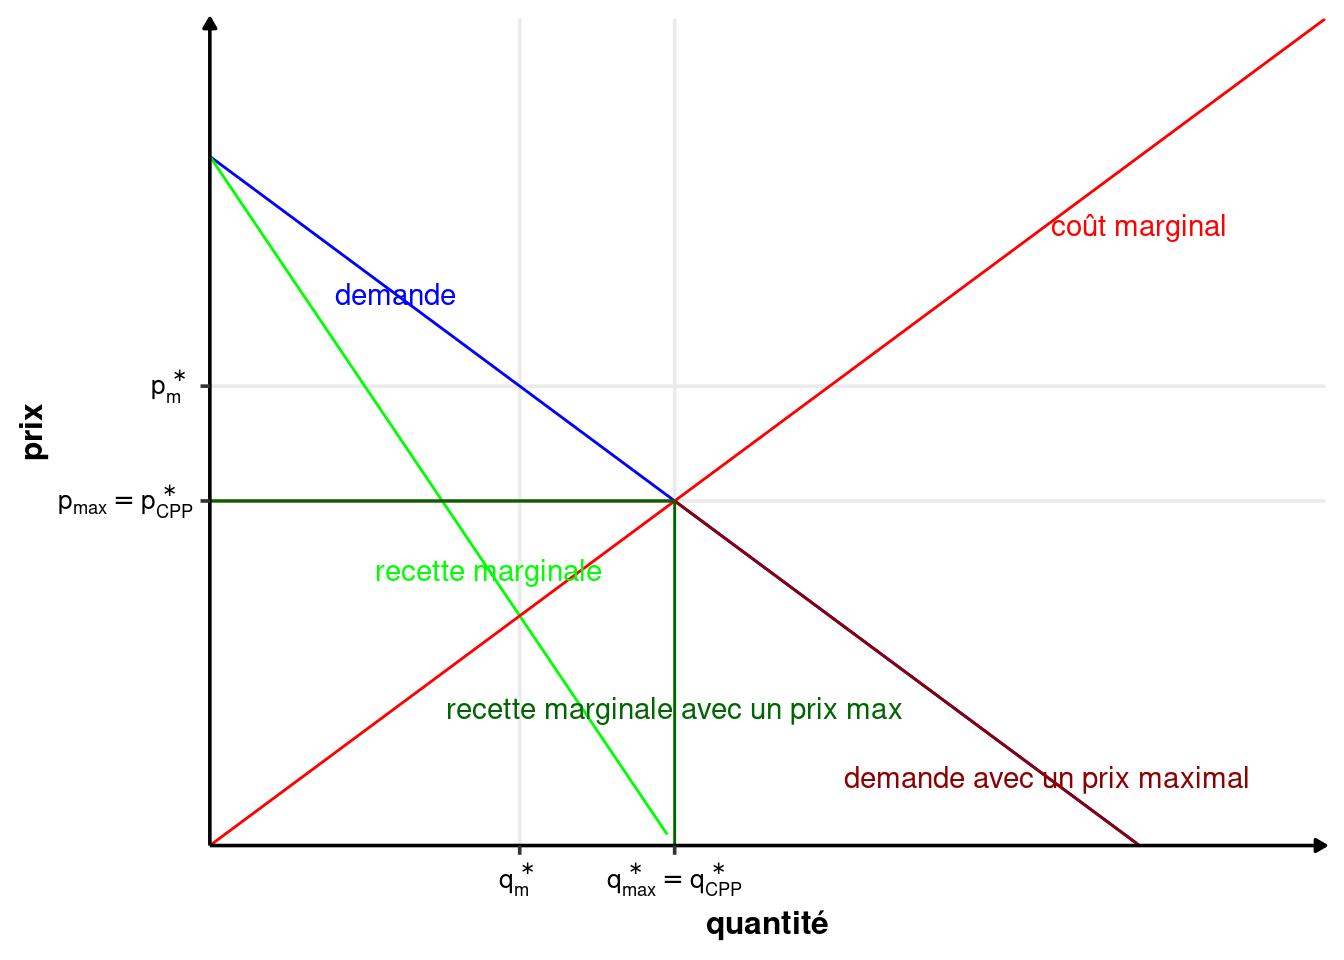 coût marginal
demande
p*m
prix
pmax = p*CPP
recette marginale
recette marginale avec un prix max
demande avec un prix maximal
q*m
q*max = q*CPP
quantité